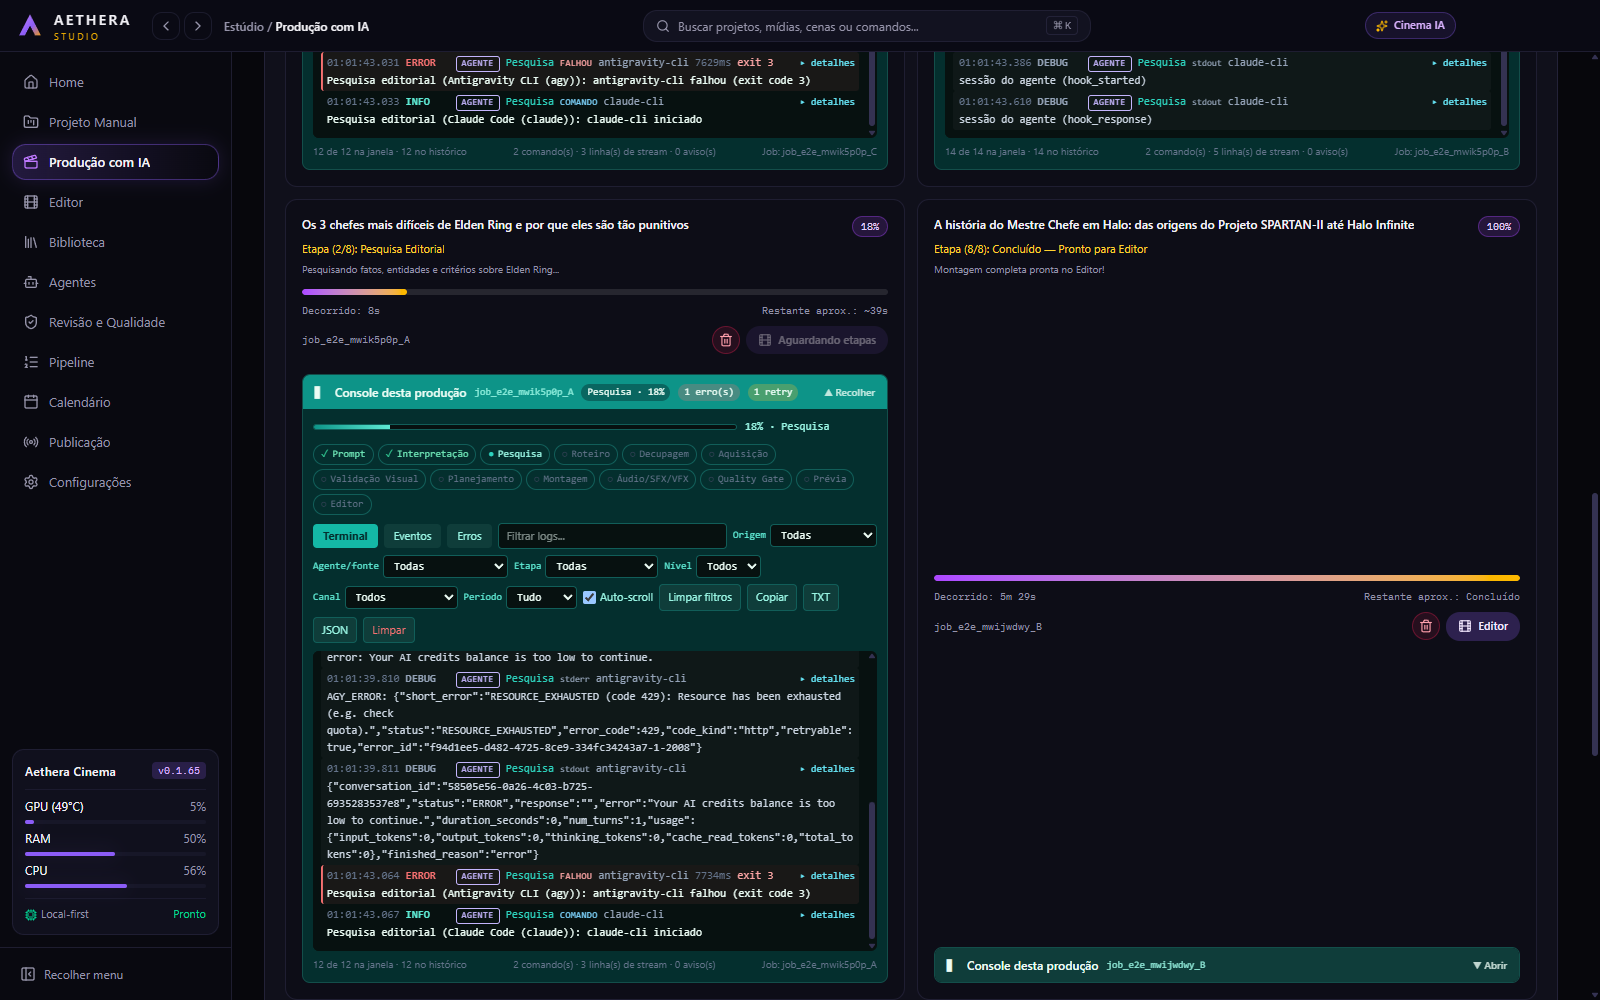 AETHERA
STUDIO
Estúdio / Produção com IA
Buscar projetos, mídias, cenas ou comandos...
⌘ K
Cinema IA
Home
Projeto Manual
Produção com IA
Editor
Biblioteca
Agentes
Revisão e Qualidade
Pipeline
Calendário
Publicação
Configurações
Aethera Cinema v0.1.65
GPU (49°C) 5%
RAM 50%
CPU 56%
Local-first Pronto
Recolher menu
01:01:43.031 ERROR AGENTE Pesquisa FALHOU antigravity-cli 7629ms exit 3 ▸ detalhes
Pesquisa editorial (Antigravity CLI (agy)): antigravity-cli falhou (exit code 3)
01:01:43.033 INFO AGENTE Pesquisa COMANDO claude-cli ▸ detalhes
Pesquisa editorial (Claude Code (claude)): claude-cli iniciado
12 de 12 na janela · 12 no histórico 2 comando(s) · 3 linha(s) de stream · 0 aviso(s) Job: job_e2e_mwik5p0p_C
01:01:43.386 DEBUG AGENTE Pesquisa stdout claude-cli ▸ detalhes
sessão do agente (hook_started)
01:01:43.610 DEBUG AGENTE Pesquisa stdout claude-cli ▸ detalhes
sessão do agente (hook_response)
14 de 14 na janela · 14 no histórico 2 comando(s) · 5 linha(s) de stream · 0 aviso(s) Job: job_e2e_mwik5p0p_B
Os 3 chefes mais difíceis de Elden Ring e por que eles são tão punitivos 18%
Etapa (2/8): Pesquisa Editorial
Pesquisando fatos, entidades e critérios sobre Elden Ring...
Decorrido: 8s Restante aprox.: ~39s
job_e2e_mwik5p0p_A Aguardando etapas
Console desta produção job_e2e_mwik5p0p_A Pesquisa · 18% 1 erro(s) 1 retry ▲ Recolher
18% · Pesquisa
✓ Prompt ✓ Interpretação ● Pesquisa ○ Roteiro ○ Decupagem ○ Aquisição
○ Validação Visual ○ Planejamento ○ Montagem ○ Áudio/SFX/VFX ○ Quality Gate ○ Prévia
○ Editor
Terminal Eventos Erros Filtrar logs... Origem Todas
Agente/fonte Todas Etapa Todas Nível Todos
Canal Todos Período Tudo Auto-scroll Limpar filtros Copiar TXT
JSON Limpar
error: Your AI credits balance is too low to continue.
01:01:39.810 DEBUG AGENTE Pesquisa stderr antigravity-cli ▸ detalhes
AGY_ERROR: {"short_error":"RESOURCE_EXHAUSTED (code 429): Resource has been exhausted
(e.g. check
quota).","status":"RESOURCE_EXHAUSTED","error_code":429,"code_kind":"http","retryable":
true,"error_id":"f94d1ee5-d482-4725-8ce9-334fc34243a7-1-2008"}
01:01:39.811 DEBUG AGENTE Pesquisa stdout antigravity-cli ▸ detalhes
{"conversation_id":"58505e56-0a26-4c03-b725-
6935283537e8","status":"ERROR","response":"","error":"Your AI credits balance is too
low to continue.","duration_seconds":0,"num_turns":1,"usage":
{"input_tokens":0,"output_tokens":0,"thinking_tokens":0,"cache_read_tokens":0,"total_to
kens":0},"finished_reason":"error"}
01:01:43.064 ERROR AGENTE Pesquisa FALHOU antigravity-cli 7734ms exit 3 ▸ detalhes
Pesquisa editorial (Antigravity CLI (agy)): antigravity-cli falhou (exit code 3)
01:01:43.067 INFO AGENTE Pesquisa COMANDO claude-cli ▸ detalhes
Pesquisa editorial (Claude Code (claude)): claude-cli iniciado
12 de 12 na janela · 12 no histórico 2 comando(s) · 3 linha(s) de stream · 0 aviso(s) Job: job_e2e_mwik5p0p_A
A história do Mestre Chefe em Halo: das origens do Projeto SPARTAN-II até Halo Infinite 100%
Etapa (8/8): Concluído — Pronto para Editor
Montagem completa pronta no Editor!
Decorrido: 5m 29s Restante aprox.: Concluído
job_e2e_mwijwdwy_B Editor
Console desta produção job_e2e_mwijwdwy_B ▼ Abrir